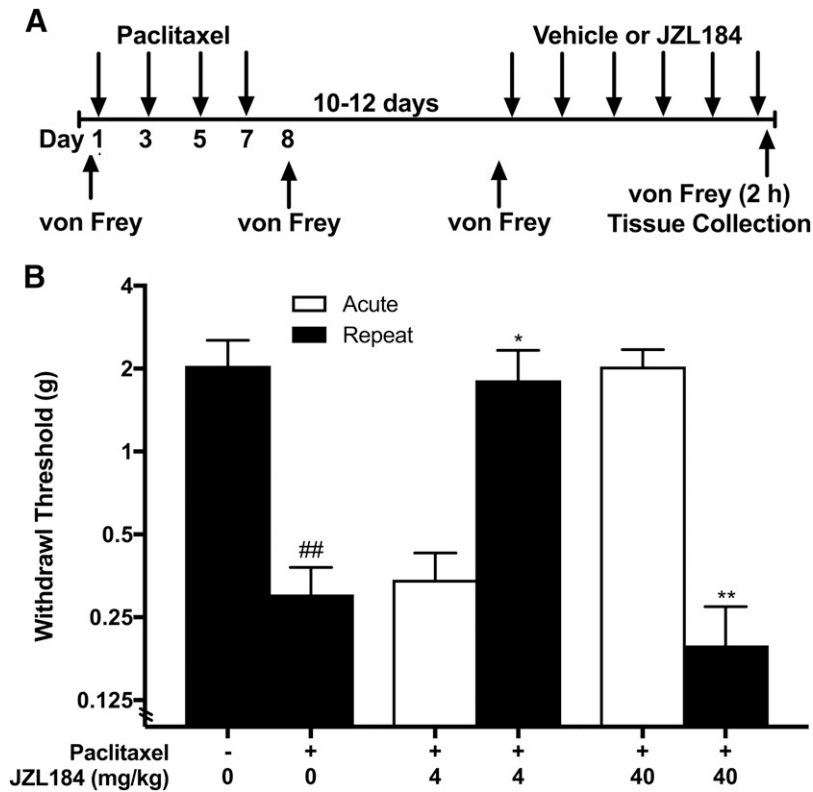 A
Paclitaxel
Vehicle or JZL184
10-12 days
Day 1 3 5 7 8
von Frey
von Frey
von Frey
von Frey (2 h)
Tissue Collection
B
Withdrawl Threshold (g)
4
2
1
0.5
0.25
0.125
Acute
Repeat
##
*
**
Paclitaxel - + + + + +
JZL184 (mg/kg) 0 0 4 4 40 40